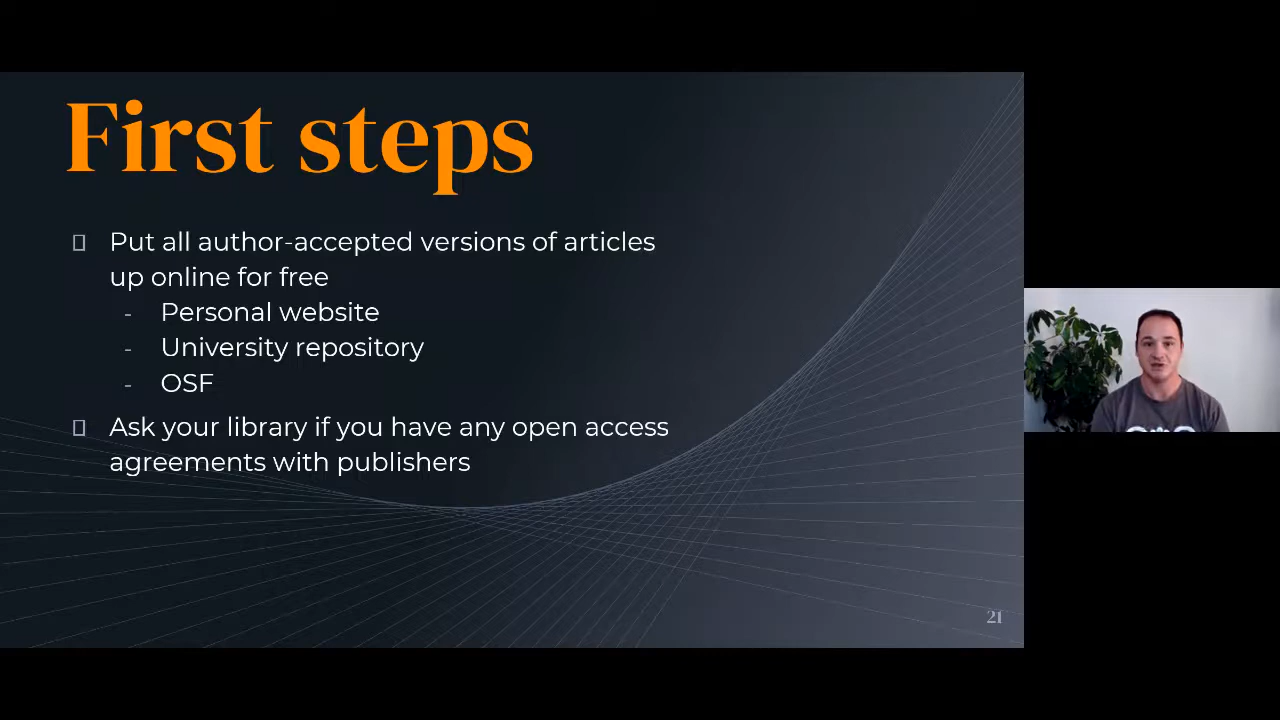 First steps
Put all author-accepted versions of articles
up online for free
- Personal website
- University repository
- OSF
Ask your library if you have any open access
agreements with publishers
21